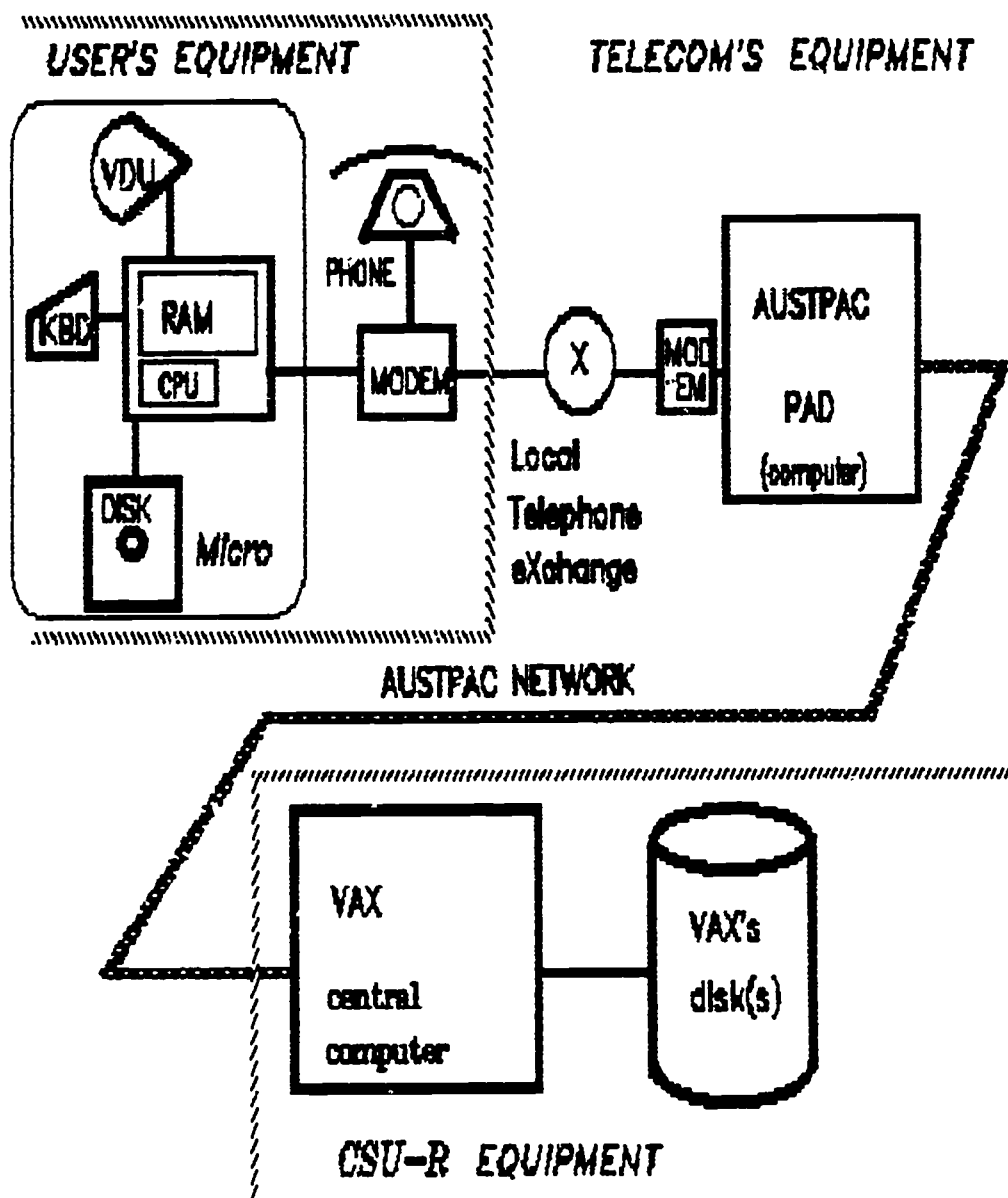 USER'S EQUIPMENT
TELECOM'S EQUIPMENT
VDU
KBD
RAM
CPU
DISK
Micro
PHONE
MODEM
X
Local
Telephone
eXchange
MOD
-EM
AUSTPAC
PAD
(computer)
AUSTPAC NETWORK
VAX
central
computer
VAX's
disk(s)
CSU-R EQUIPMENT